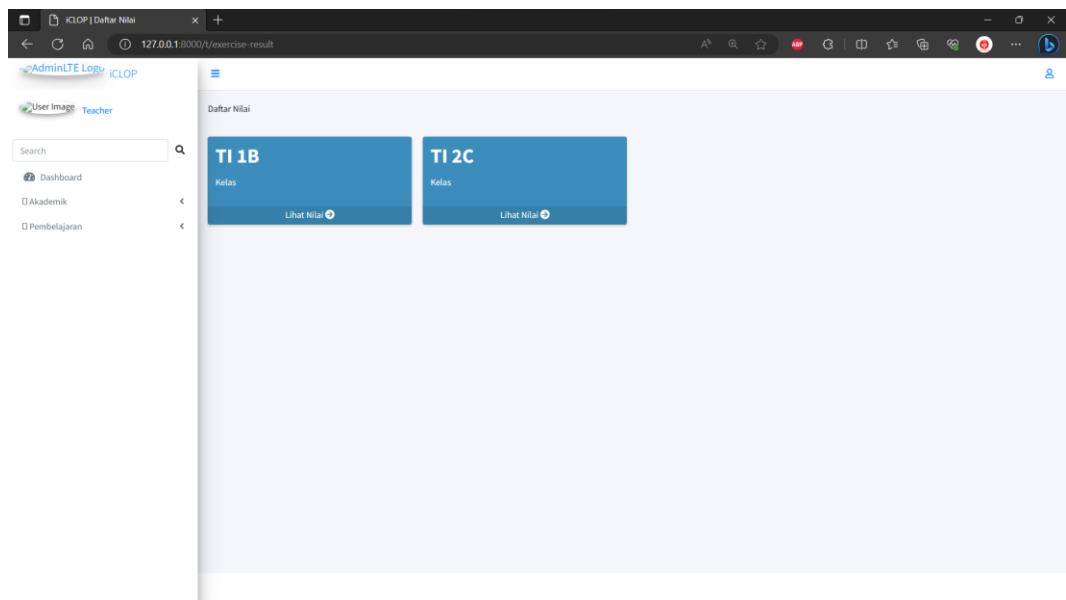 iCLOP | Daftar Nilai
127.0.0.1:8000/t/exercise-result
ABP
AdminLTE Logo iCLOP
User Image Teacher
Daftar Nilai
Search
Dashboard
Akademik
Pembelajaran
TI 1B
Kelas
Lihat Nilai
TI 2C
Kelas
Lihat Nilai